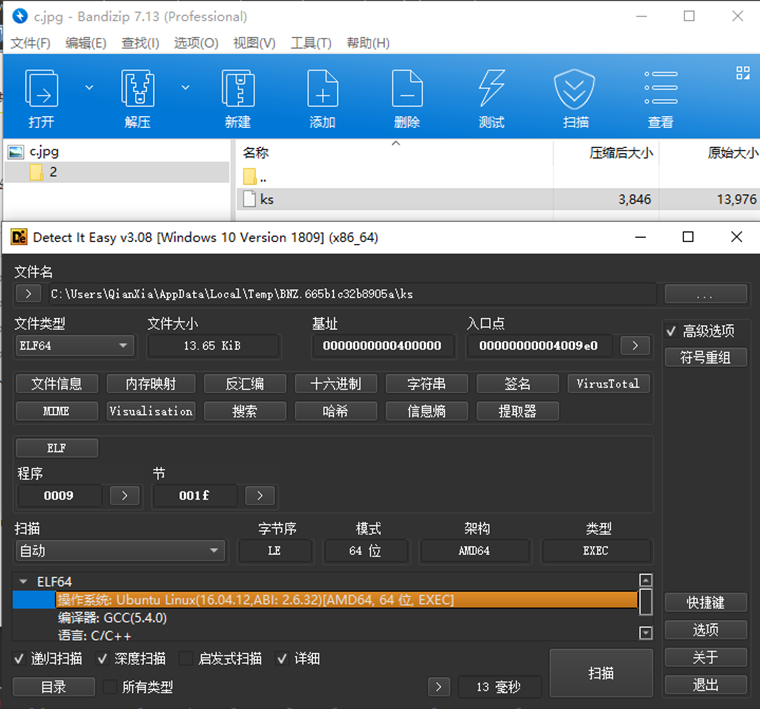 c.jpg - Bandizip 7.13 (Professional)
文件(F) 编辑(E) 查找(I) 选项(O) 视图(V) 工具(T) 帮助(H)
打开 解压 新建 添加 删除 测试 扫描 查看
c.jpg 名称 压缩后大小 原始大小
2 ..
ks 3,846 13,976
Detect It Easy v3.08 [Windows 10 Version 1809] (x86_64)
文件名
> C:\Users\QianXia\AppData\Local\Temp\BNZ.665b1c32b8905a\ks ...
文件类型 文件大小 基址 入口点 高级选项
ELF64 13.65 KiB 0000000000400000 00000000004009e0 > 符号重组
文件信息 内存映射 反汇编 十六进制 字符串 签名 VirusTotal
MIME Visualisation 搜索 哈希 信息熵 提取器
ELF
程序 节
0009 > 001f >
扫描 字节序 模式 架构 类型
自动 LE 64 位 AMD64 EXEC
ELF64
操作系统: Ubuntu Linux(16.04.12,ABI: 2.6.32)[AMD64, 64 位, EXEC]
编译器: GCC(5.4.0)
语言: C/C++
快捷键
选项
递归扫描 深度扫描 启发式扫描 详细 扫描 关于
目录 所有类型 > 13 毫秒 退出